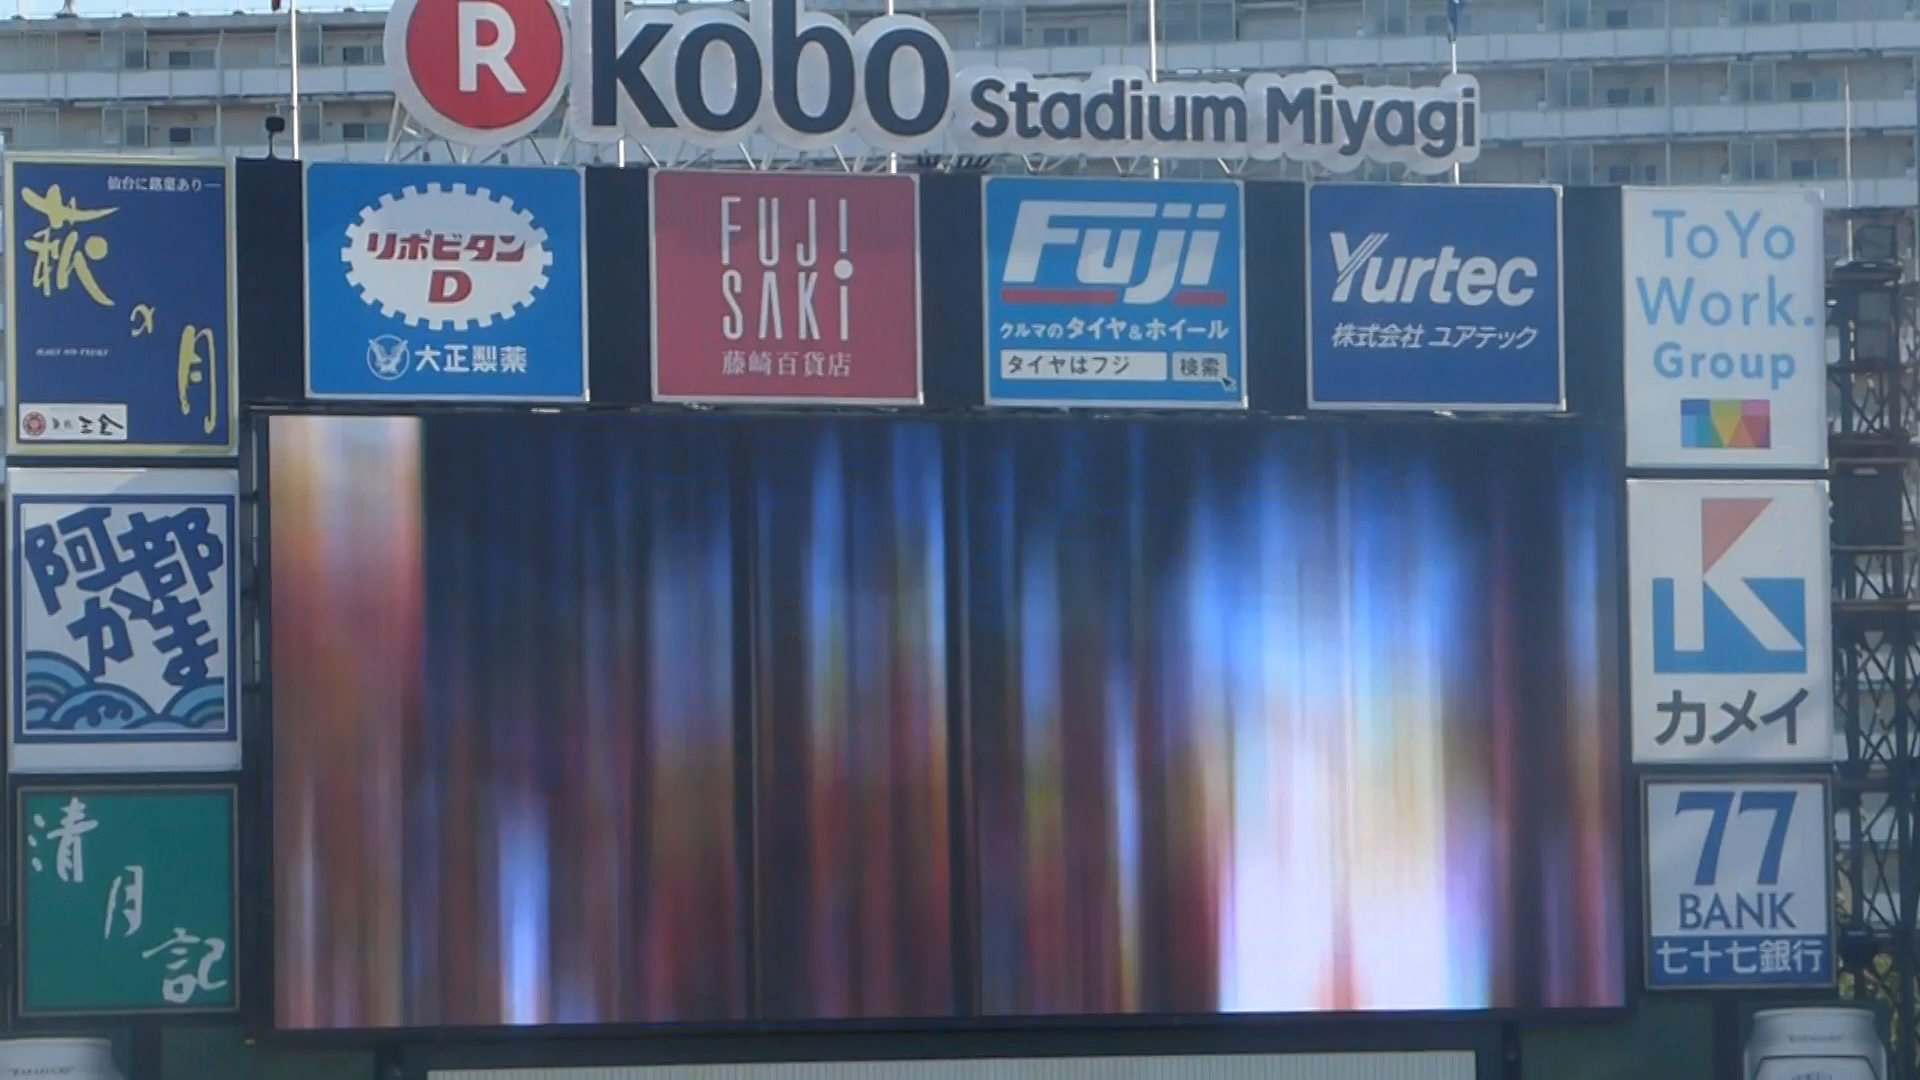 R kobo Stadium Miyagi
仙台に銘菓あり―
萩
の
月
HAGI NO TSUKI
三全
リポビタン
D
大正製薬
FUJI
SAKI
藤崎百貨店
Fuji
クルマのタイヤ&ホイール
タイヤはフジ 検索
Yurtec
株式会社 ユアテック
ToYo
Work.
Group
阿部
かま
K
カメイ
清
月
記
77
BANK
七十七銀行